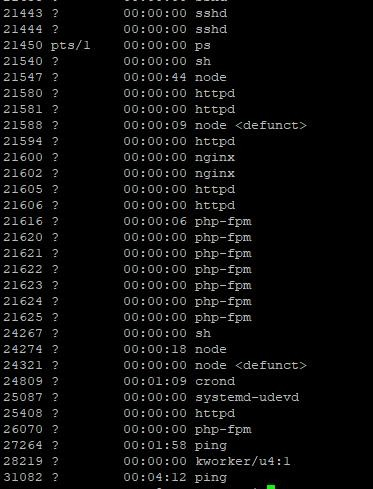 21443 ? 00:00:00 sshd
21444 ? 00:00:00 sshd
21450 pts/1 00:00:00 ps
21540 ? 00:00:00 sh
21547 ? 00:00:44 node
21580 ? 00:00:00 httpd
21581 ? 00:00:00 httpd
21588 ? 00:00:09 node <defunct>
21594 ? 00:00:00 httpd
21600 ? 00:00:00 nginx
21602 ? 00:00:00 nginx
21605 ? 00:00:00 httpd
21606 ? 00:00:00 httpd
21616 ? 00:00:06 php-fpm
21620 ? 00:00:00 php-fpm
21621 ? 00:00:00 php-fpm
21622 ? 00:00:00 php-fpm
21623 ? 00:00:00 php-fpm
21624 ? 00:00:00 php-fpm
21625 ? 00:00:00 php-fpm
24267 ? 00:00:00 sh
24274 ? 00:00:18 node
24321 ? 00:00:00 node <defunct>
24809 ? 00:01:09 crond
25087 ? 00:00:00 systemd-udevd
25408 ? 00:00:00 httpd
26070 ? 00:00:00 php-fpm
27264 ? 00:01:58 ping
28219 ? 00:00:00 kworker/u4:1
31082 ? 00:04:12 ping